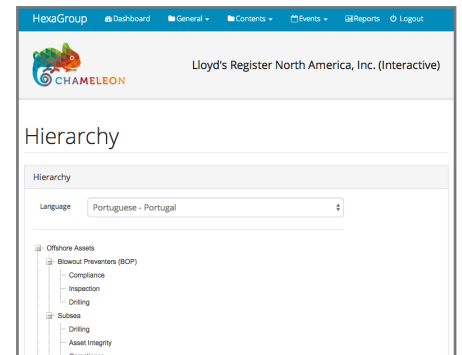 HexaGroup Dashboard General Contents Events Reports Logout
CHAMELEON
Lloyd's Register North America, Inc. (Interactive)
Hierarchy
Hierarchy
Language Portuguese - Portugal
Offshore Assets
Blowout Preventers (BOP)
Compliance
Inspection
Drilling
Subsea
Drilling
Asset Integrity